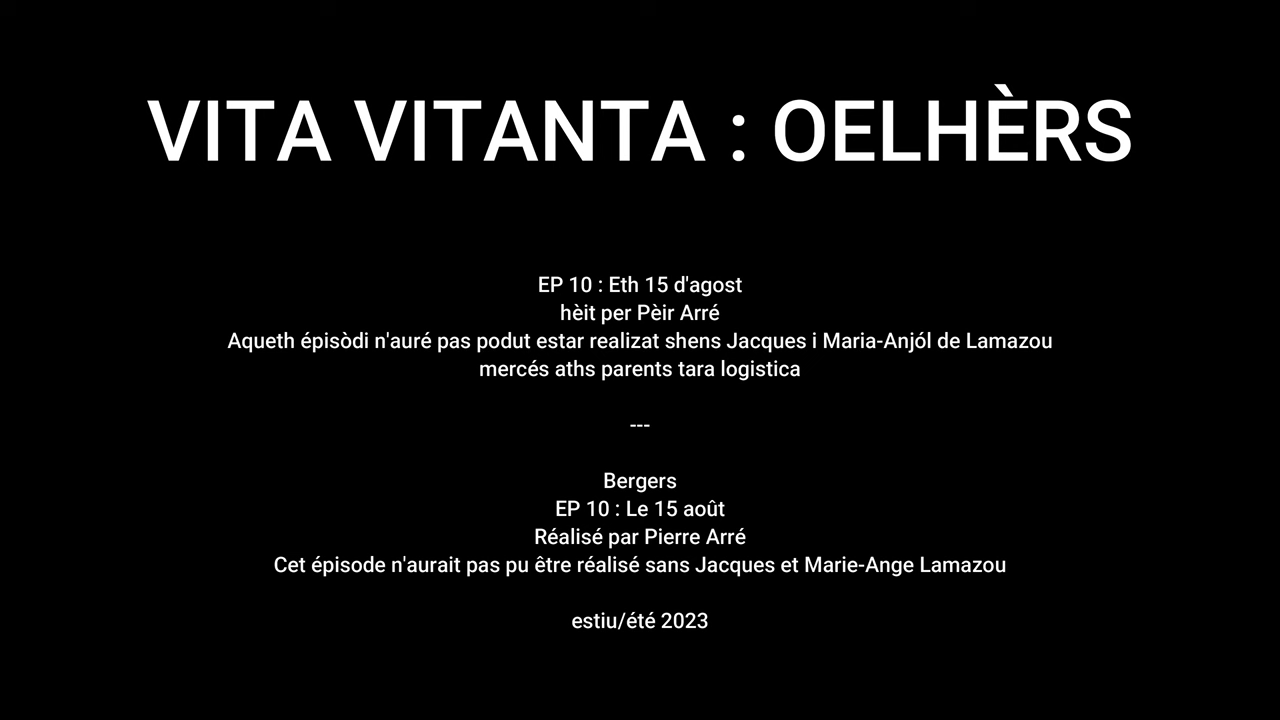 VITA VITANTA : OELHÈRS
EP 10 : Eth 15 d'agost
hèit per Pèir Arré
Aqueth épisòdi n'auré pas podut estar realizat shens Jacques i Maria-Anjól de Lamazou
mercés aths parents tara logistica
---
Bergers
EP 10 : Le 15 août
Réalisé par Pierre Arré
Cet épisode n'aurait pas pu être réalisé sans Jacques et Marie-Ange Lamazou
estiu/été 2023